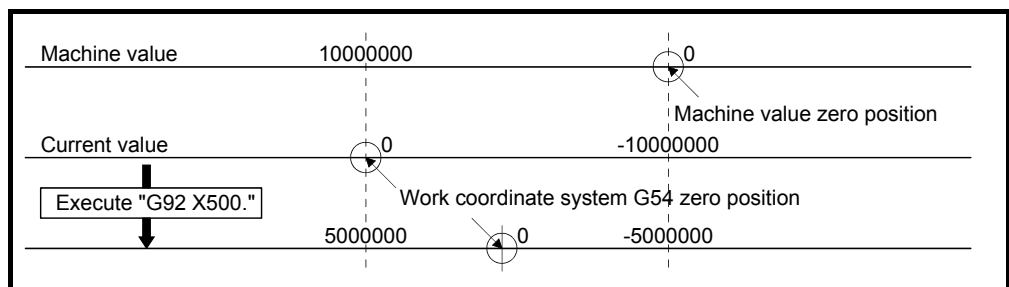 Machine value 10000000 0
Machine value zero position
Current value 0 -10000000
Execute "G92 X500."
Work coordinate system G54 zero position
5000000 0 -5000000